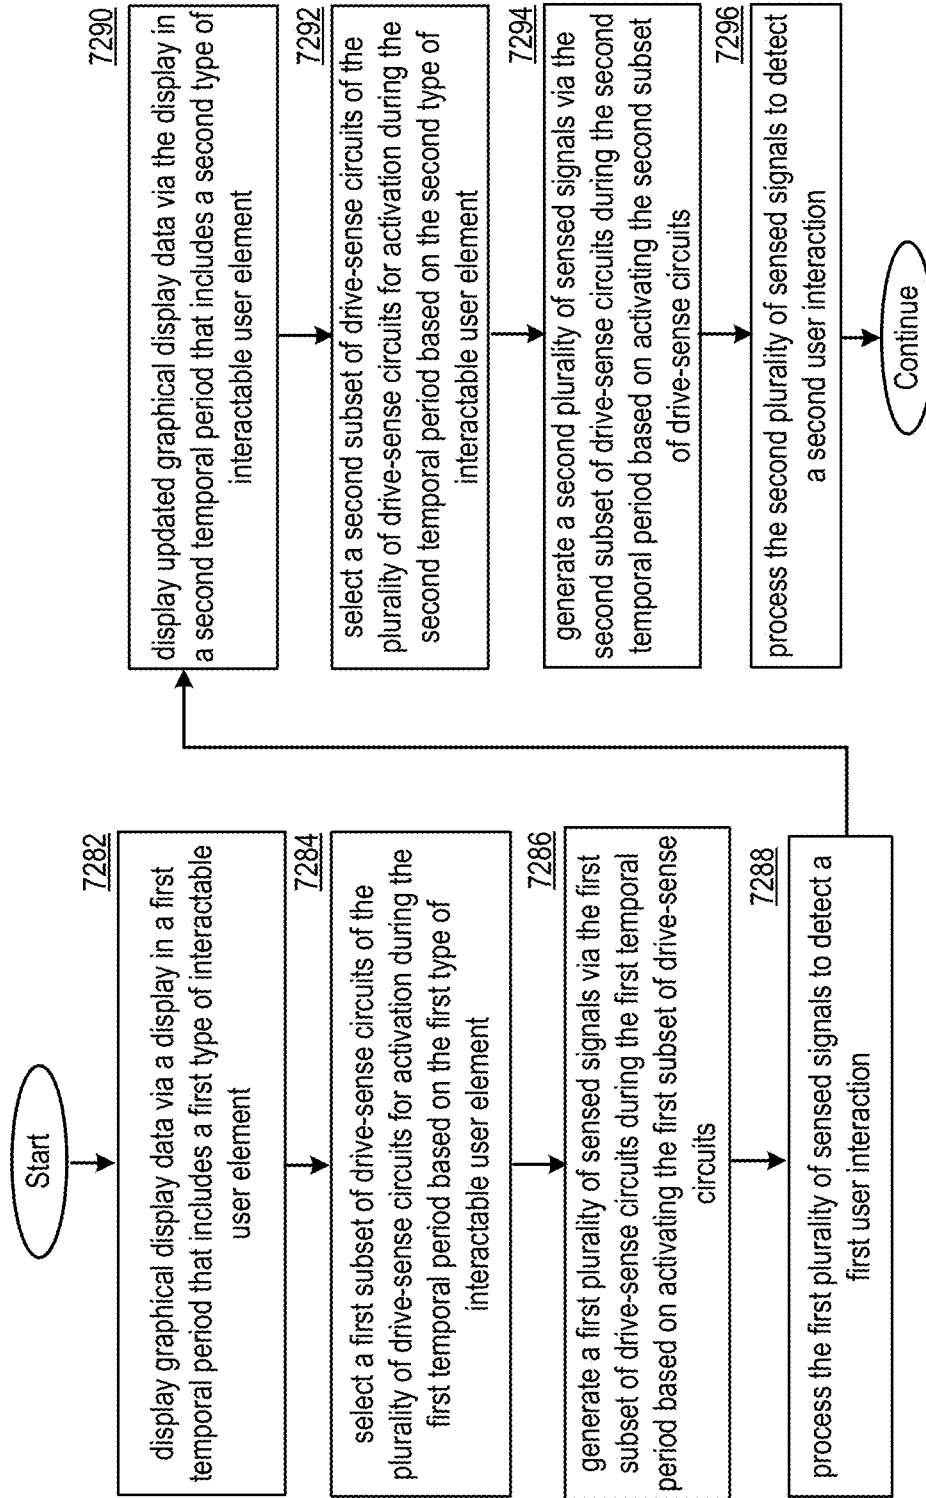 Start
7282
display graphical display data via a display in a first
temporal period that includes a first type of interactable
user element
7284
select a first subset of drive-sense circuits of the
plurality of drive-sense circuits for activation during the
first temporal period based on the first type of
interactable user element
7286
generate a first plurality of sensed signals via the first
subset of drive-sense circuits during the first temporal
period based on activating the first subset of drive-sense
circuits
7288
process the first plurality of sensed signals to detect a
first user interaction
7290
display updated graphical display data via the display in
a second temporal period that includes a second type of
interactable user element
7292
select a second subset of drive-sense circuits of the
plurality of drive-sense circuits for activation during the
second temporal period based on the second type of
interactable user element
7294
generate a second plurality of sensed signals via the
second subset of drive-sense circuits during the second
temporal period based on activating the second subset
of drive-sense circuits
7296
process the second plurality of sensed signals to detect
a second user interaction
Continue